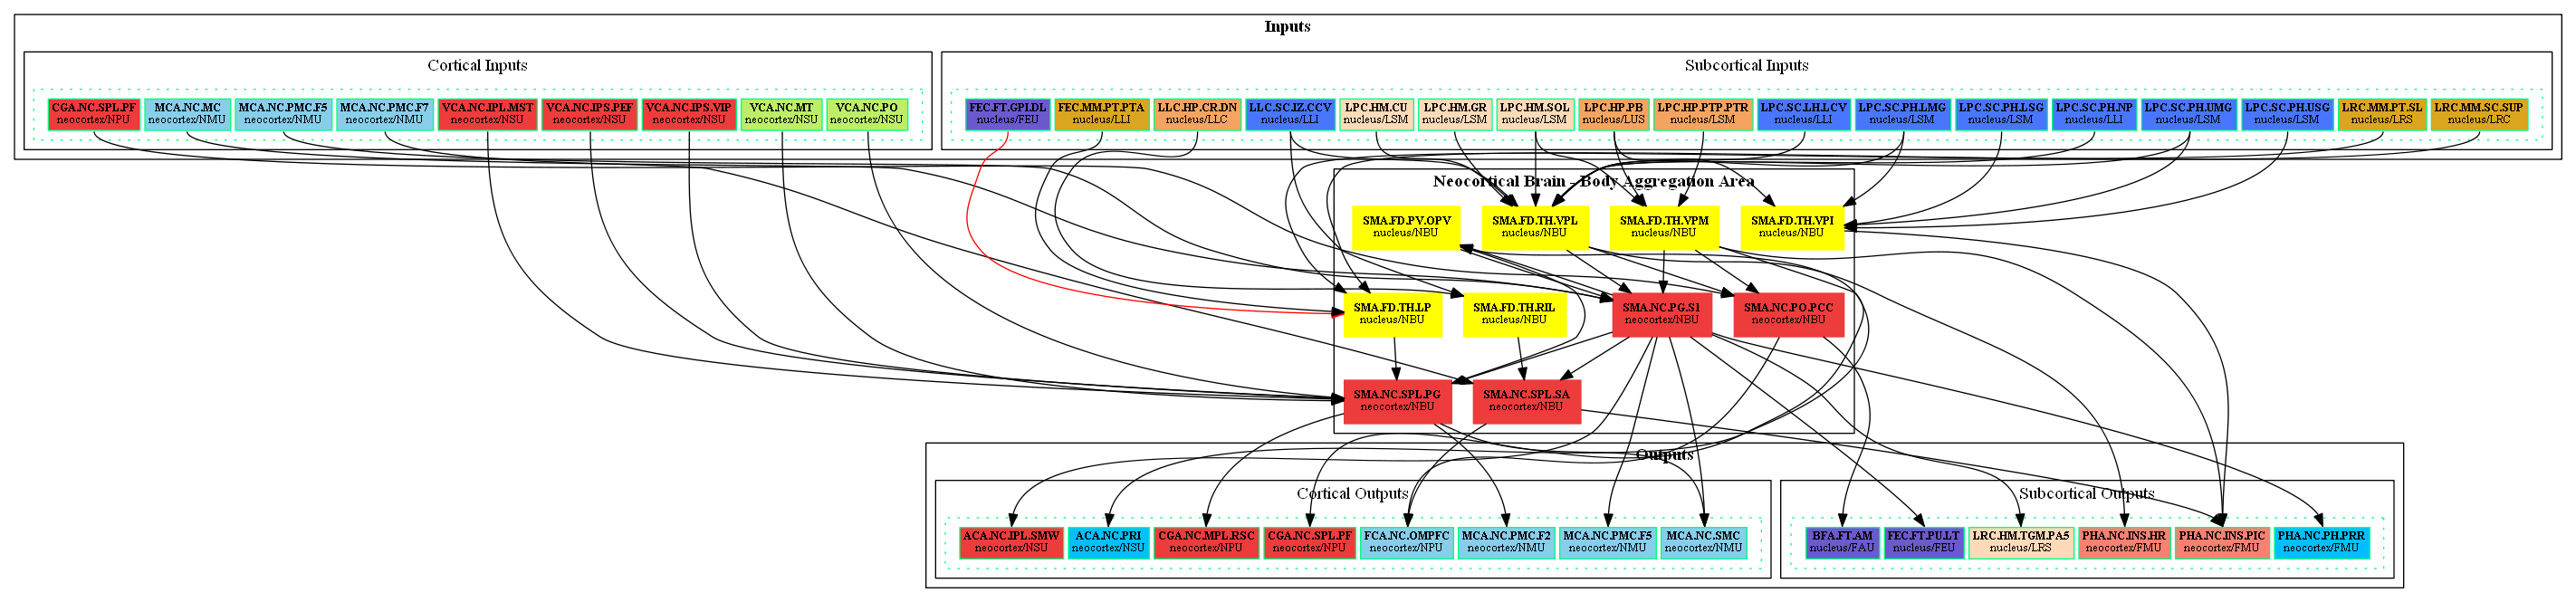 Inputs
Cortical Inputs
Subcortical Inputs
CGA.NC.SPL.PF
neocortex/NPU
MCA.NC.MC
neocortex/NMU
MCA.NC.PMC.F5
neocortex/NMU
MCA.NC.PMC.F7
neocortex/NMU
VCA.NC.IPL.MST
neocortex/NSU
VCA.NC.IPS.PEF
neocortex/NSU
VCA.NC.IPS.VIP
neocortex/NSU
VCA.NC.MT
neocortex/NSU
VCA.NC.PO
neocortex/NSU
FEC.FT.GPI.DL
nucleus/FEU
FEC.MM.PT.PTA
nucleus/LLI
LLC.HP.CR.DN
nucleus/LLC
LLC.SC.IZ.CCV
nucleus/LLI
LPC.HM.CU
nucleus/LSM
LPC.HM.GR
nucleus/LSM
LPC.HM.SOL
nucleus/LSM
LPC.HP.PB
nucleus/LUS
LPC.HP.PTP.PTR
nucleus/LSM
LPC.SC.LH.LCV
nucleus/LLI
LPC.SC.PH.LMG
nucleus/LSM
LPC.SC.PH.LSG
nucleus/LSM
LPC.SC.PH.NP
nucleus/LLI
LPC.SC.PH.UMG
nucleus/LSM
LPC.SC.PH.USG
nucleus/LSM
LRC.MM.PT.SL
nucleus/LRS
LRC.MM.SC.SUP
nucleus/LRC
Neocortical Brain - Body Aggregation Area
SMA.FD.PV.OPV
nucleus/NBU
SMA.FD.TH.VPL
nucleus/NBU
SMA.FD.TH.VPM
nucleus/NBU
SMA.FD.TH.VPI
nucleus/NBU
SMA.FD.TH.LP
nucleus/NBU
SMA.FD.TH.RIL
nucleus/NBU
SMA.NC.PG.S1
neocortex/NBU
SMA.NC.PO.PCC
neocortex/NBU
SMA.NC.SPL.PG
neocortex/NBU
SMA.NC.SPL.SA
neocortex/NBU
Outputs
Cortical Outputs
Subcortical Outputs
ACA.NC.IPL.SMW
neocortex/NSU
ACA.NC.PRI
neocortex/NSU
CGA.NC.MPL.RSC
neocortex/NPU
CGA.NC.SPL.PF
neocortex/NPU
FCA.NC.OMPFC
neocortex/NPU
MCA.NC.PMC.F2
neocortex/NMU
MCA.NC.PMC.F5
neocortex/NMU
MCA.NC.SMC
neocortex/NMU
BFA.FT.AM
nucleus/FAU
FEC.FT.PU.LT
nucleus/FEU
LRC.HM.TGM.PA5
nucleus/LRS
PHA.NC.INS.HR
neocortex/FMU
PHA.NC.INS.PIC
neocortex/FMU
PHA.NC.PH.PRR
neocortex/FMU